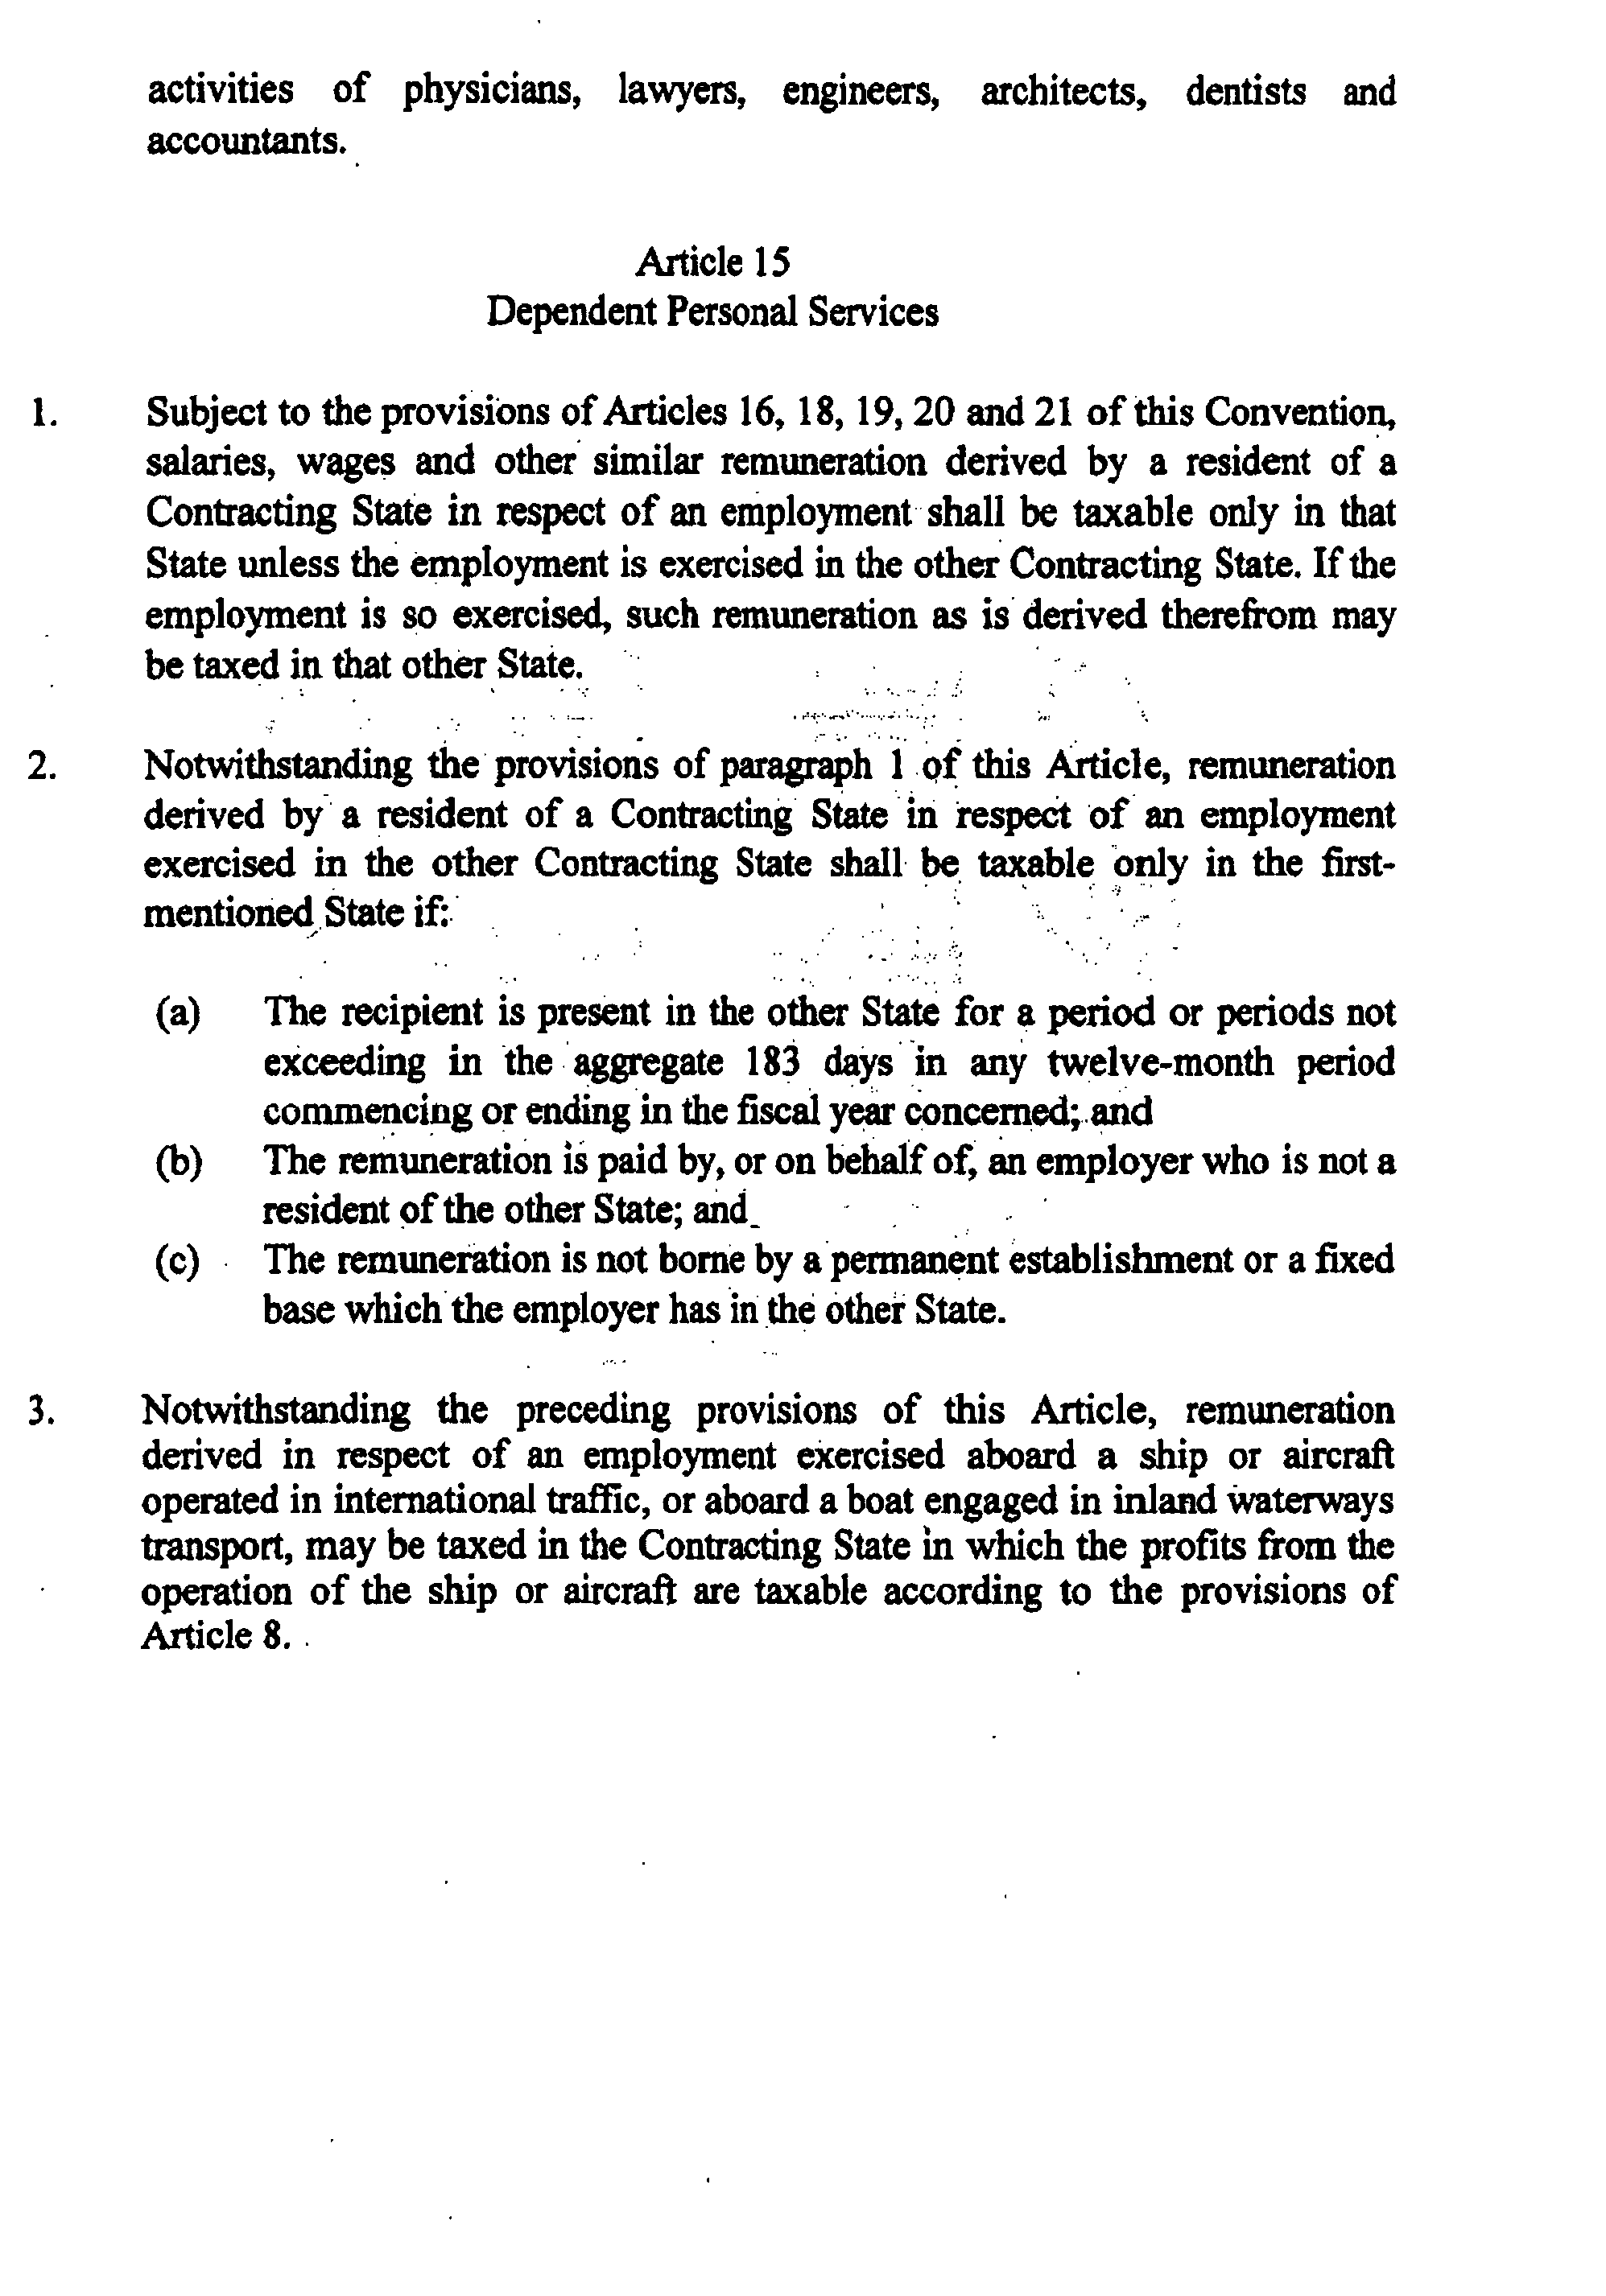 activities of physicians, lawyers, engineers, architects, dentists and
accountants.
Article 15
Dependent Personal Services
1. Subject to the provisions of Articles 16, 18, 19, 20 and 21 of this Convention,
salaries, wages and other similar remuneration derived by a resident of a
Contracting State in respect of an employment shall be taxable only in that
State unless the employment is exercised in the other Contracting State. If the
employment is so exercised, such remuneration as is derived therefrom may
be taxed in that other State.
2. Notwithstanding the provisions of paragraph 1 of this Article, remuneration
derived by a resident of a Contracting State in respect of an employment
exercised in the other Contracting State shall be taxable only in the first-
mentioned State if:
(a) The recipient is present in the other State for a period or periods not
exceeding in the aggregate 183 days in any twelve-month period
commencing or ending in the fiscal year concerned; and
(b) The remuneration is paid by, or on behalf of, an employer who is not a
resident of the other State; and
(c) The remuneration is not borne by a permanent establishment or a fixed
base which the employer has in the other State.
3. Notwithstanding the preceding provisions of this Article, remuneration
derived in respect of an employment exercised aboard a ship or aircraft
operated in international traffic, or aboard a boat engaged in inland waterways
transport, may be taxed in the Contracting State in which the profits from the
operation of the ship or aircraft are taxable according to the provisions of
Article 8.